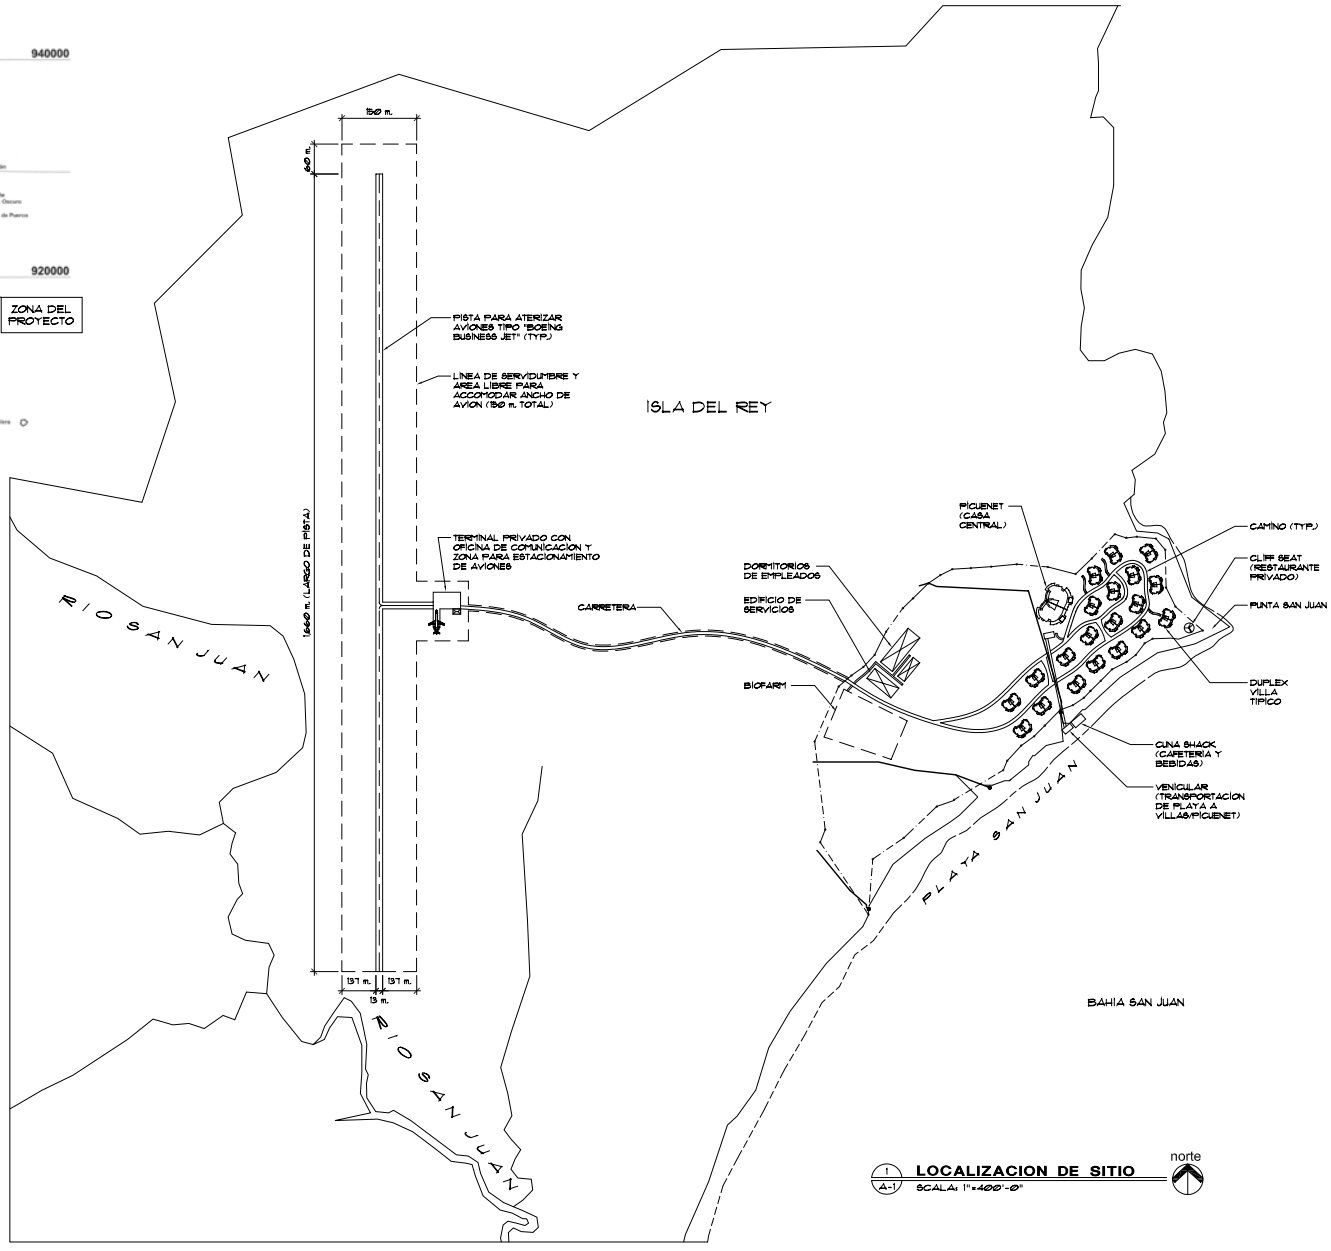 940000
Oscuro
de Puerco
920000
ZONA DEL
PROYECTO
150 m.
60 m.
1660 m. (LARGO DE PISTA)
PISTA PARA ATERIZAR
AVIONES TIPO "BOEING
BUSINESS JET" (TYP.)
LINEA DE SERVIDUMBRE Y
AREA LIBRE PARA
ACCOMODAR ANCHO DE
AVION (150 m. TOTAL)
ISLA DEL REY
TERMINAL PRIVADO CON
OFICINA DE COMUNICACION Y
ZONA PARA ESTACIONAMIENTO
DE AVIONES
CARRETERA
RIO SAN JUAN
DORMITORIOS
DE EMPLEADOS
EDIFICIO DE
SERVICIOS
BIOFARM
PICUENET
(CASA
CENTRAL)
CAMINO (TYP.)
CLIFF SEAT
(RESTAURANTE
PRIVADO)
PUNTA SAN JUAN
DUPLEX
VILLA
TIPICO
CUNA SHACK
(CAFETERIA Y
BEBIDAS)
VENICULAR
(TRANSPORTACION
DE PLAYA A
VILLAS/PICUENET)
PLAYA SAN JUAN
137 m.
137 m.
13 m.
RIO SAN JUAN
BAHIA SAN JUAN
1
A-1
LOCALIZACION DE SITIO
SCALA: 1"=400'-0"
norte